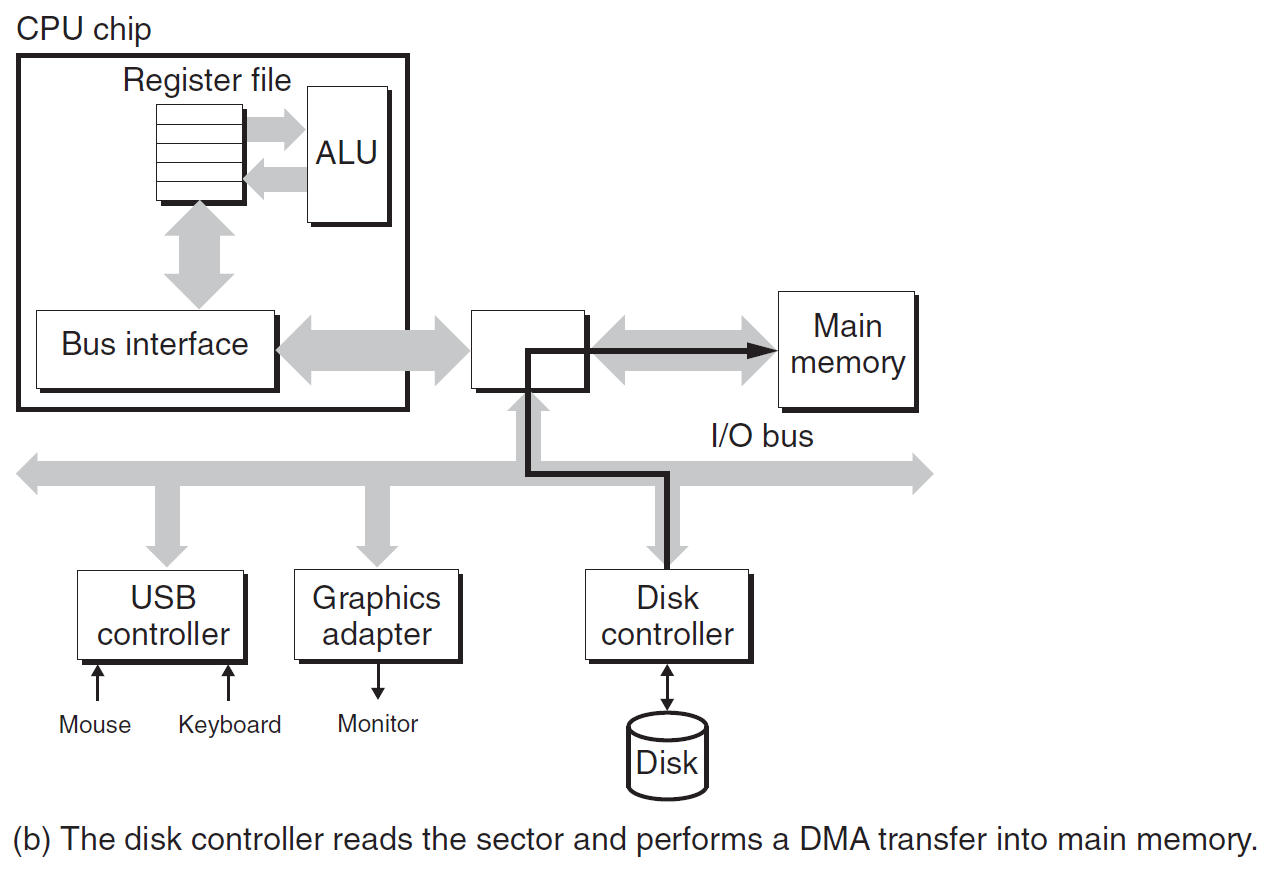 CPU chip
Register file
ALU
Bus interface
Main
memory
I/O bus
USB
controller
Graphics
adapter
Disk
controller
Mouse
Keyboard
Monitor
Disk
(b) The disk controller reads the sector and performs a DMA transfer into main memory.